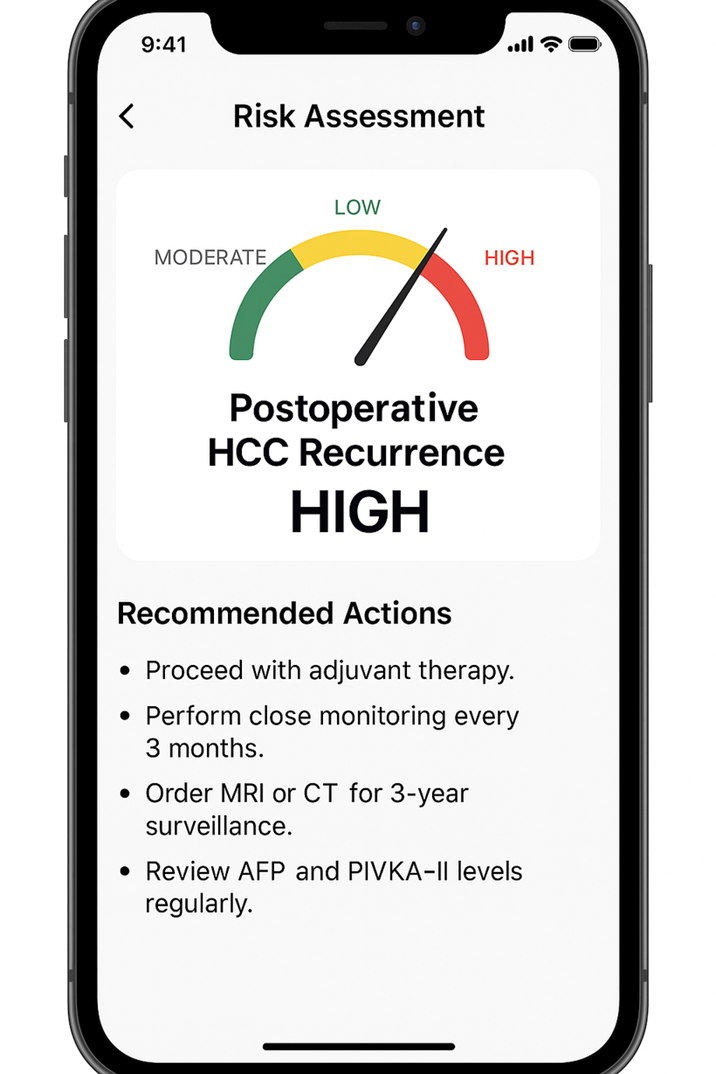 9:41
Risk Assessment
LOW
MODERATE
HIGH
Postoperative
HCC Recurrence
HIGH
Recommended Actions
• Proceed with adjuvant therapy.
• Perform close monitoring every
3 months.
• Order MRI or CT for 3-year
surveillance.
• Review AFP and PIVKA-II levels
regularly.